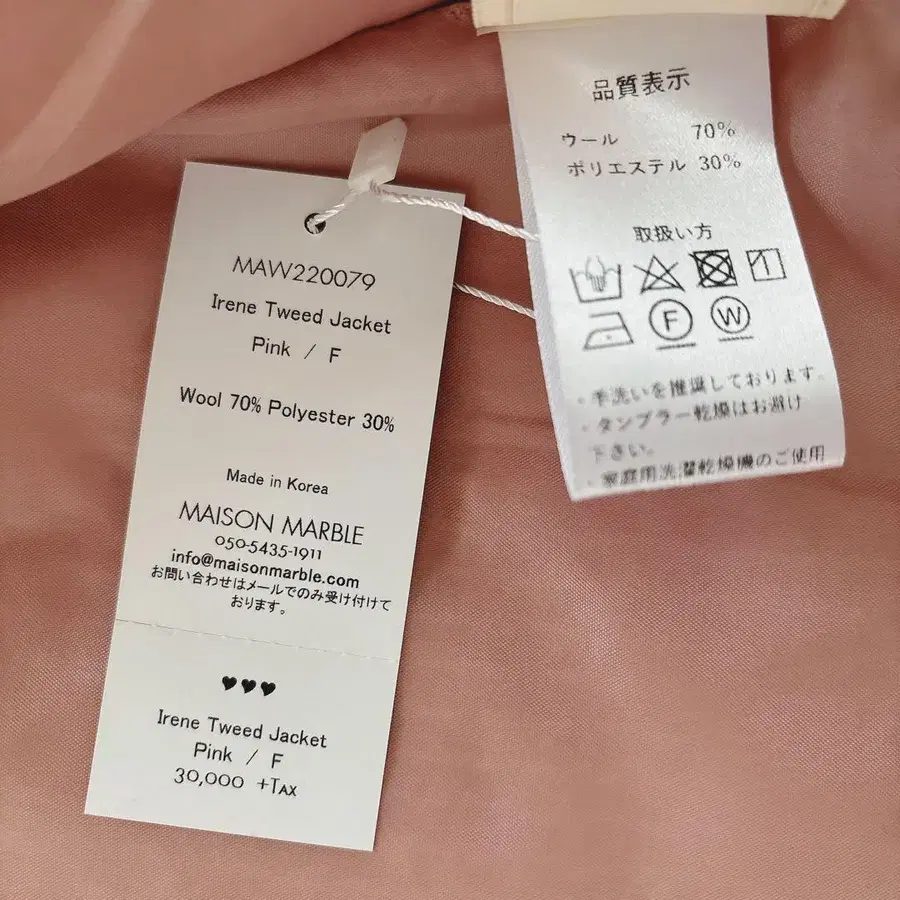 MAW220079
Irene Tweed Jacket
Pink / F
Wool 70% Polyester 30%
Made in Korea
MAISON MARBLE
050-5435-1911
info@maisonmarble.com
お問い合わせはメールでのみ受け付けて
おります。
♥♥♥
Irene Tweed Jacket
Pink / F
30,000 +Tax
品質表示
ウール 70%
ポリエステル 30%
取扱い方
F W
・手洗いを推奨しております。
・タンブラー乾燥はお避け
下さい。
・家庭用洗濯乾燥機のご使用